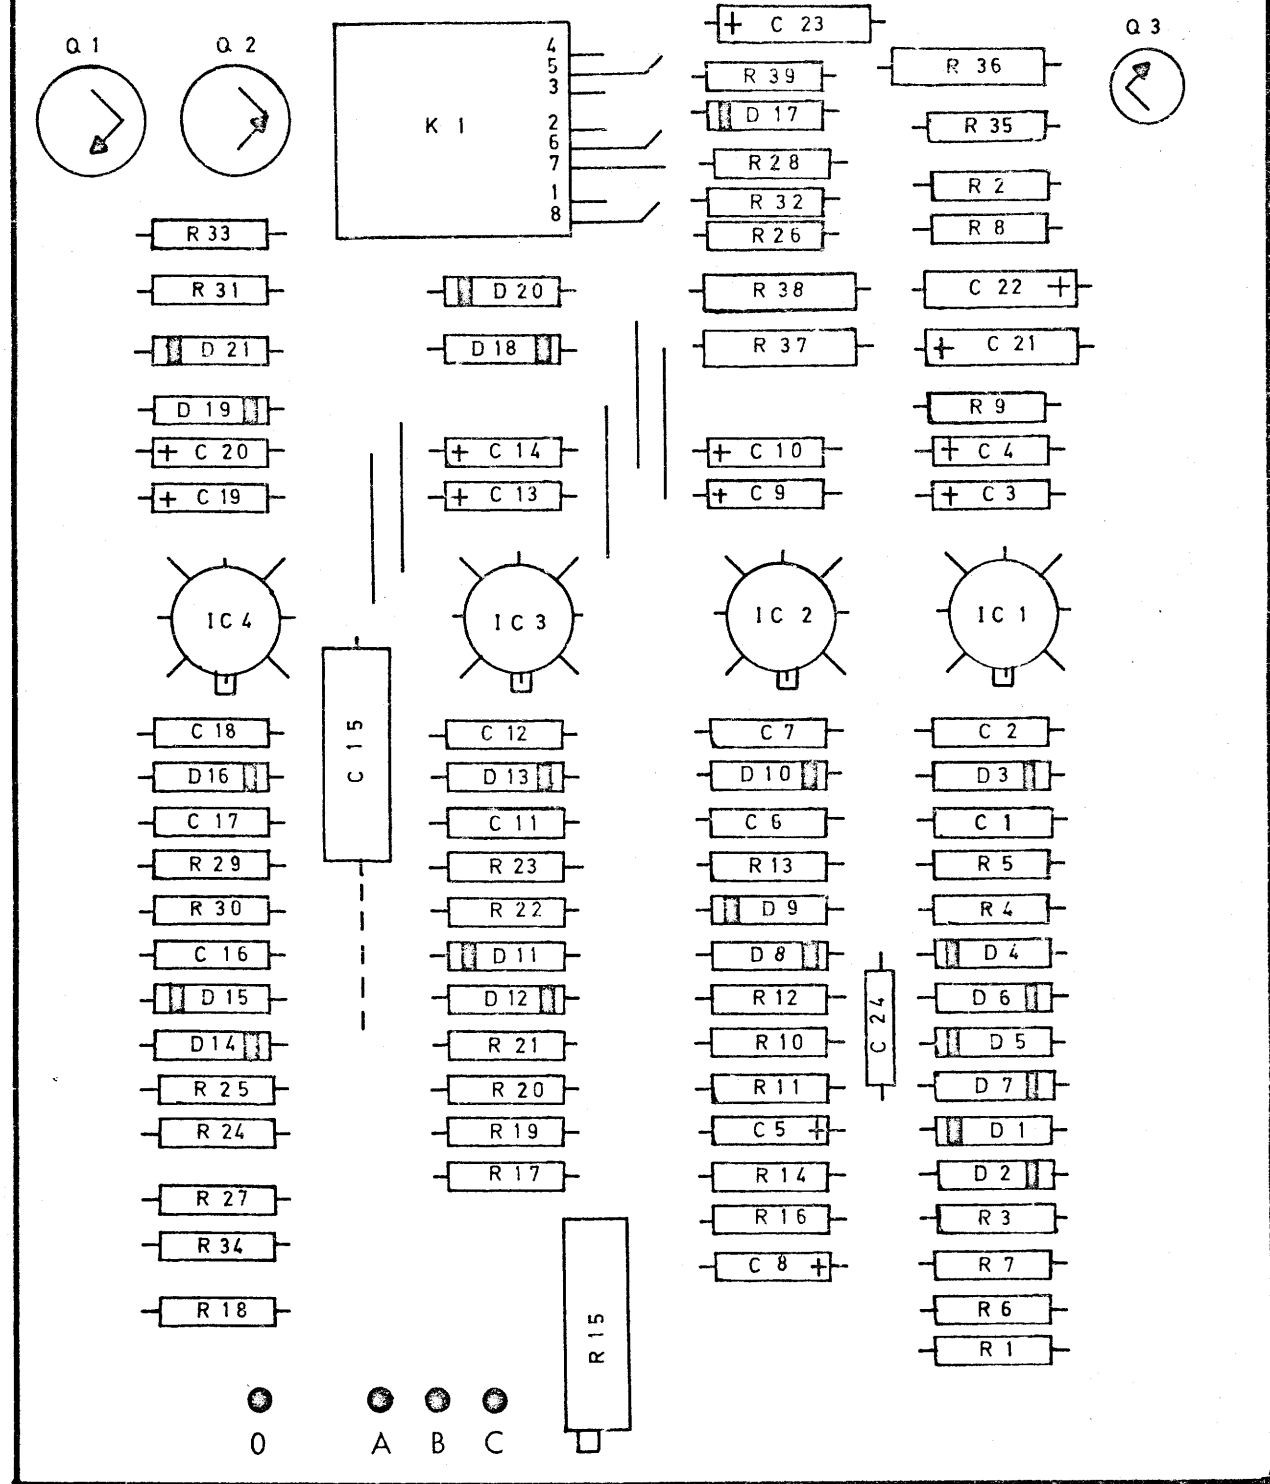 Q 1
Q 2
K 1
4
5
3
2
6
7
1
8
+ C 23
R 39
D 17
R 28
R 32
R 26
R 36
Q 3
R 35
R 2
R 8
R 33
R 31
D 21
D 19
+ C 20
+ C 19
D 20
D 18
+ C 14
+ C 13
R 38
R 37
+ C 10
+ C 9
C 22 +
+ C 21
R 9
+ C 4
+ C 3
IC 4
IC 3
IC 2
IC 1
C 18
D 16
C 17
R 29
R 30
C 16
D 15
D 14
R 25
R 24
R 27
R 34
R 18
C 15
C 12
D 13
C 11
R 23
R 22
D 11
D 12
R 21
R 20
R 19
R 17
C 7
D 10
C 6
R 13
D 9
D 8
R 12
R 10
R 11
C 5 +
R 14
R 16
C 8 +
C 24
C 2
D 3
C 1
R 5
R 4
D 4
D 6
D 5
D 7
D 1
D 2
R 3
R 7
R 6
R 1
R 15
0
A
B
C